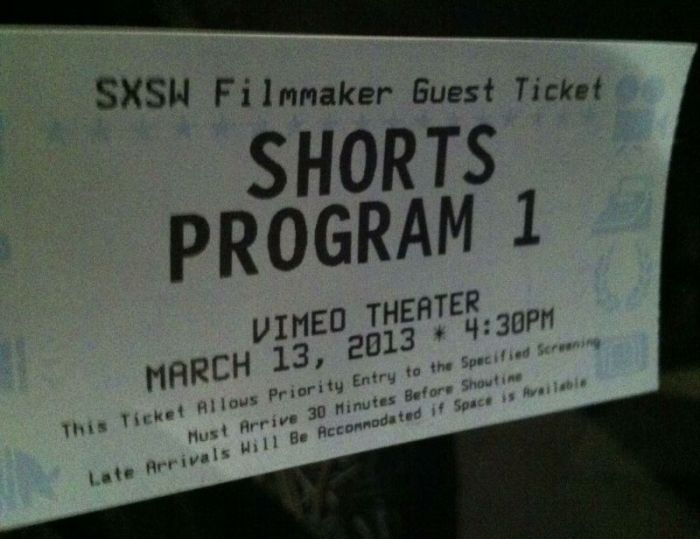 SXSW Filmmaker Guest Ticket
SHORTS
PROGRAM 1
VIMEO THEATER
MARCH 13, 2013 * 4:30PM
This Ticket Allows Priority Entry to the Specified Screening
Must Arrive 30 Minutes Before Showtime
Late Arrivals Will Be Accommodated if Space is Available